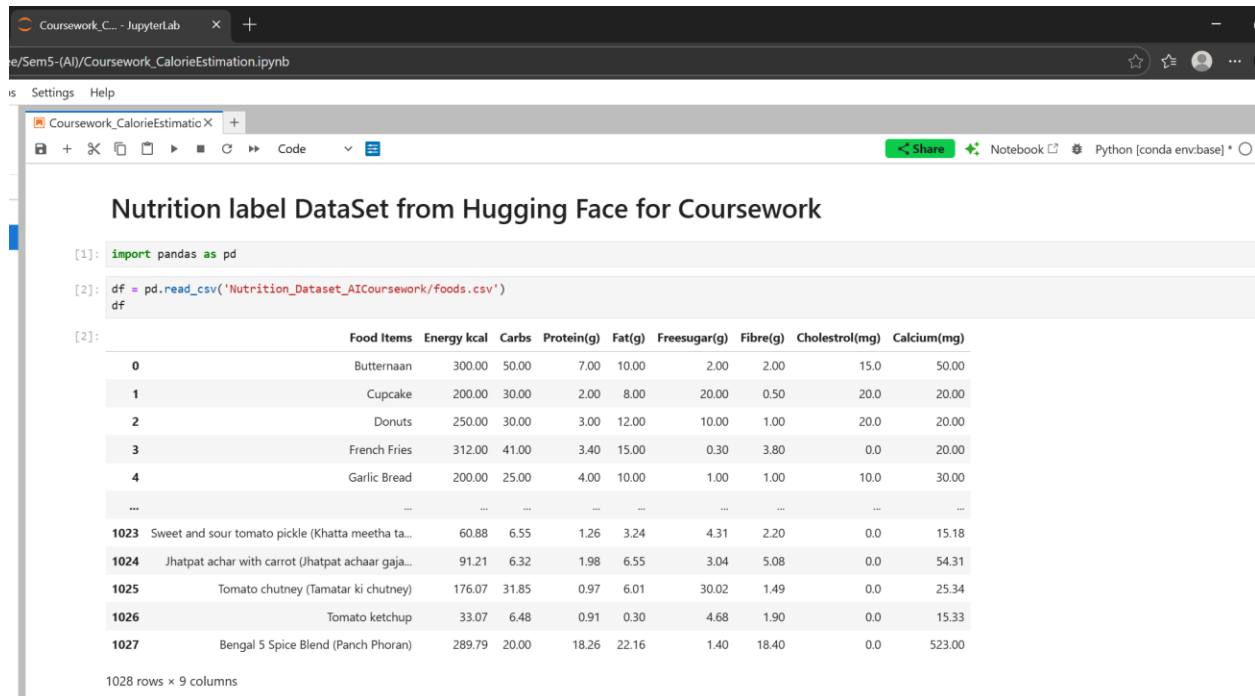 Coursework_C... - JupyterLab
ee/Sem5-(AI)/Coursework_CalorieEstimation.ipynb
os Settings Help
Coursework_CalorieEstimatio
Code
Share Notebook Python [conda env:base] *
Nutrition label DataSet from Hugging Face for Coursework
[1]: import pandas as pd
[2]: df = pd.read_csv('Nutrition_Dataset_AICoursework/foods.csv')
df
[2]:
Food Items Energy kcal Carbs Protein(g) Fat(g) Freesugar(g) Fibre(g) Cholestrol(mg) Calcium(mg)
0 Butternaan 300.00 50.00 7.00 10.00 2.00 2.00 15.0 50.00
1 Cupcake 200.00 30.00 2.00 8.00 20.00 0.50 20.0 20.00
2 Donuts 250.00 30.00 3.00 12.00 10.00 1.00 20.0 20.00
3 French Fries 312.00 41.00 3.40 15.00 0.30 3.80 0.0 20.00
4 Garlic Bread 200.00 25.00 4.00 10.00 1.00 1.00 10.0 30.00
... ... ... ... ... ... ... ... ... ...
1023 Sweet and sour tomato pickle (Khatta meetha ta... 60.88 6.55 1.26 3.24 4.31 2.20 0.0 15.18
1024 Jhatpat achar with carrot (Jhatpat achaar gaja... 91.21 6.32 1.98 6.55 3.04 5.08 0.0 54.31
1025 Tomato chutney (Tamatar ki chutney) 176.07 31.85 0.97 6.01 30.02 1.49 0.0 25.34
1026 Tomato ketchup 33.07 6.48 0.91 0.30 4.68 1.90 0.0 15.33
1027 Bengal 5 Spice Blend (Panch Phoran) 289.79 20.00 18.26 22.16 1.40 18.40 0.0 523.00
1028 rows × 9 columns